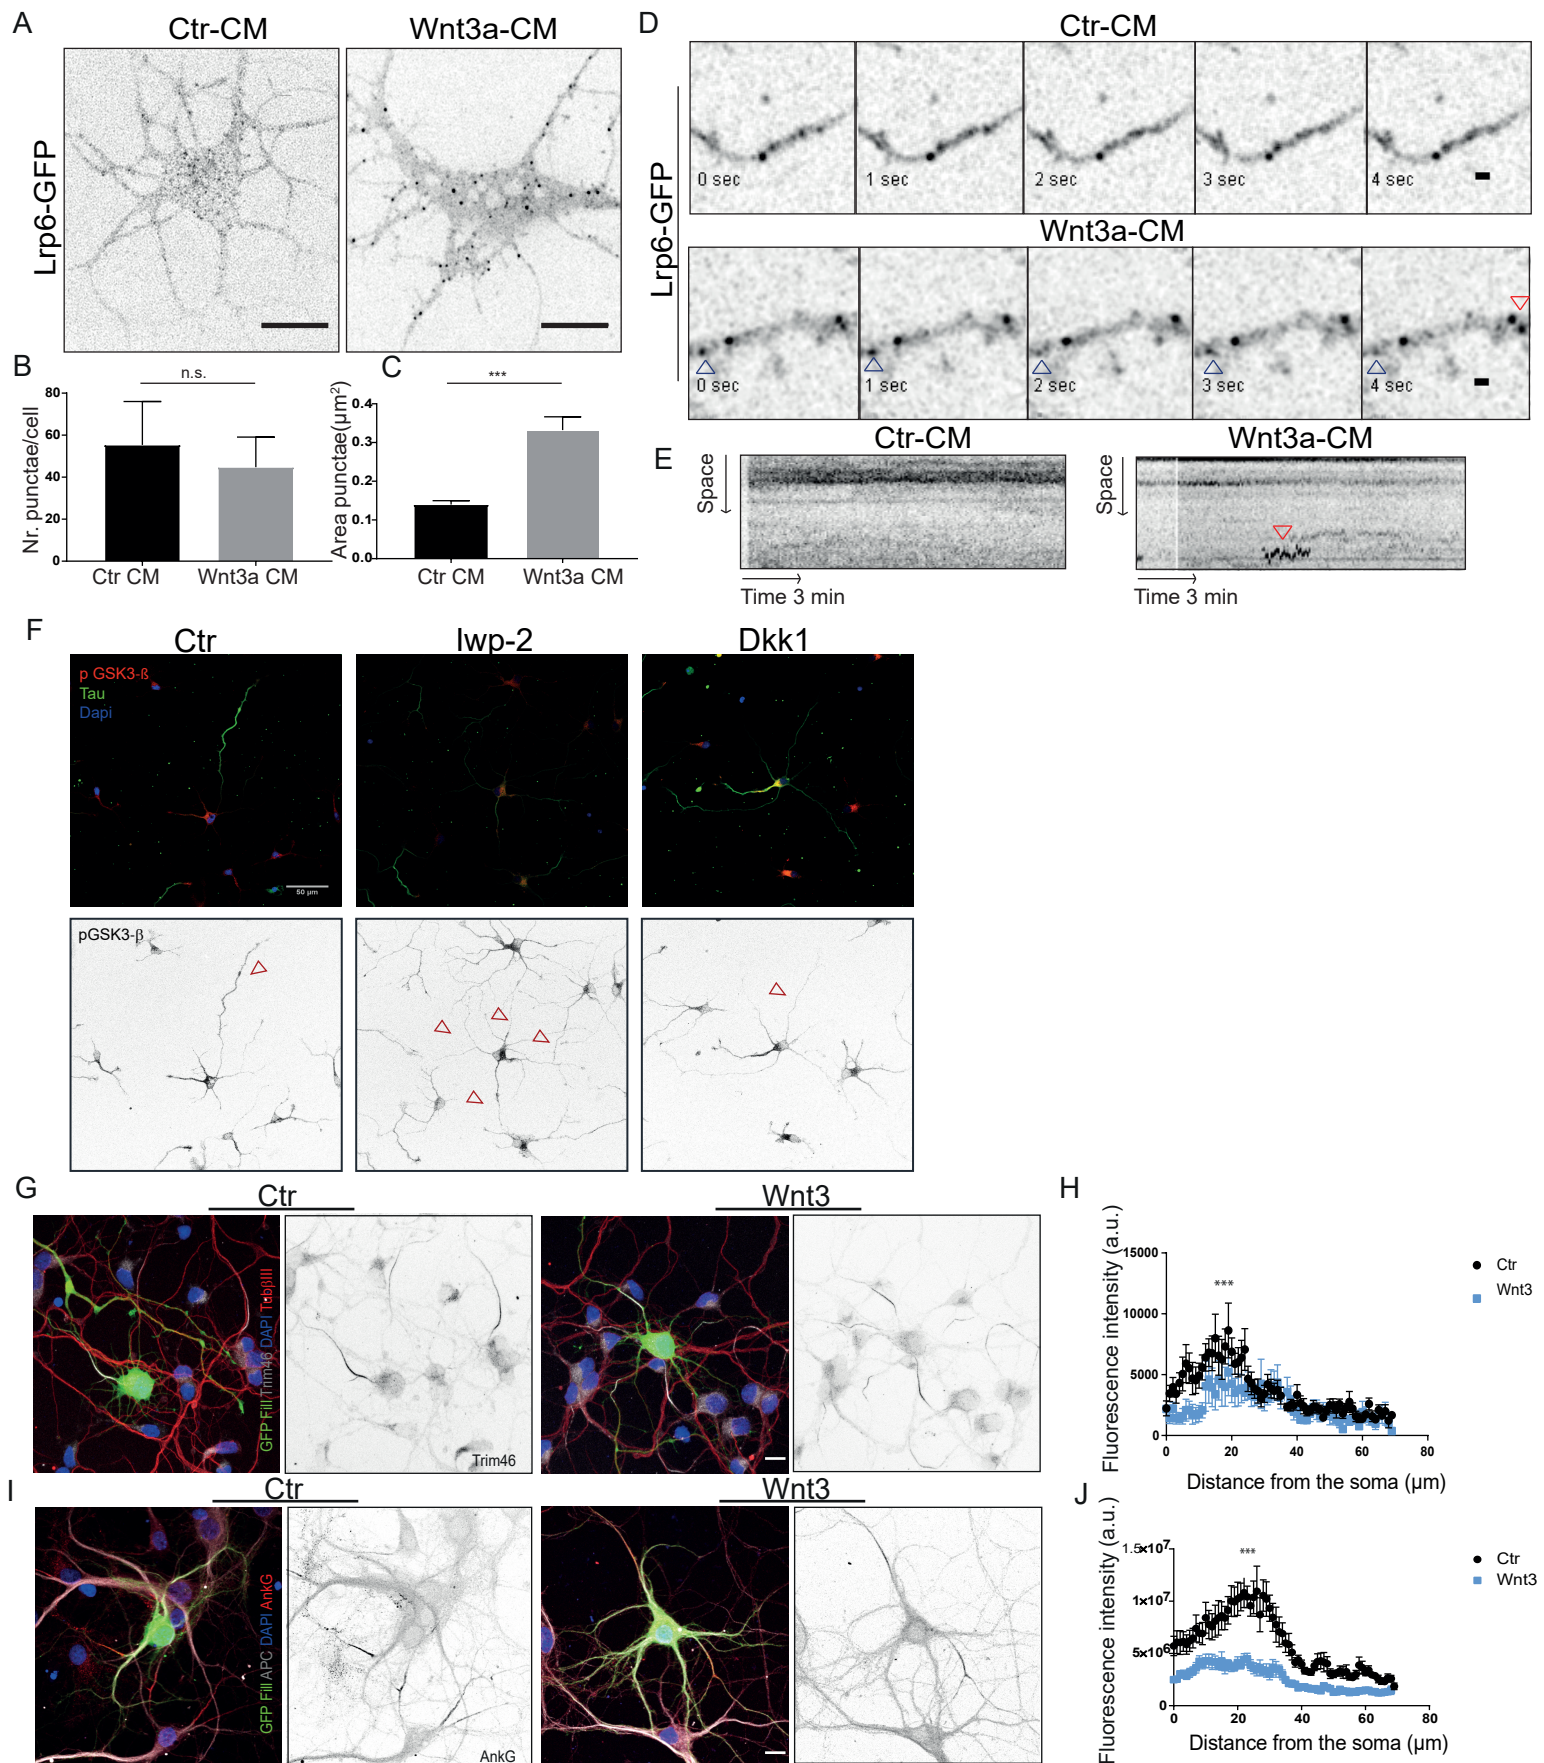 A
Ctr-CM
Wnt3a-CM
Lrp6-GFP
B
n.s.
Nr. punctae/cell
80
60
40
20
0
Ctr CM
Wnt3a CM
C
***
Area punctae(µm²)
0.4
0.3
0.2
0.1
0.0
Ctr CM
Wnt3a CM
D
Ctr-CM
Lrp6-GFP
0 sec
1 sec
2 sec
3 sec
4 sec
Wnt3a-CM
0 sec
1 sec
2 sec
3 sec
4 sec
E
Ctr-CM
Wnt3a-CM
Space
Space
Time 3 min
Time 3 min
F
Ctr
Iwp-2
Dkk1
p GSK3-ß
Tau
Dapi
50 µm
pGSK3-β
G
Ctr
Wnt3
GFP Fill Trim46 DAPI TubβIII
Trim46
H
Fluorescence intensity (a.u.)
15000
10000
5000
0
***
Ctr
Wnt3
0
20
40
60
80
Distance from the soma (µm)
I
Ctr
Wnt3
GFP Fill APC DAPI AnkG
AnkG
J
Fluorescence intensity (a.u.)
1.5×10⁷
1×10⁷
5×10⁶
0
***
Ctr
Wnt3
0
20
40
60
80
Distance from the soma (µm)